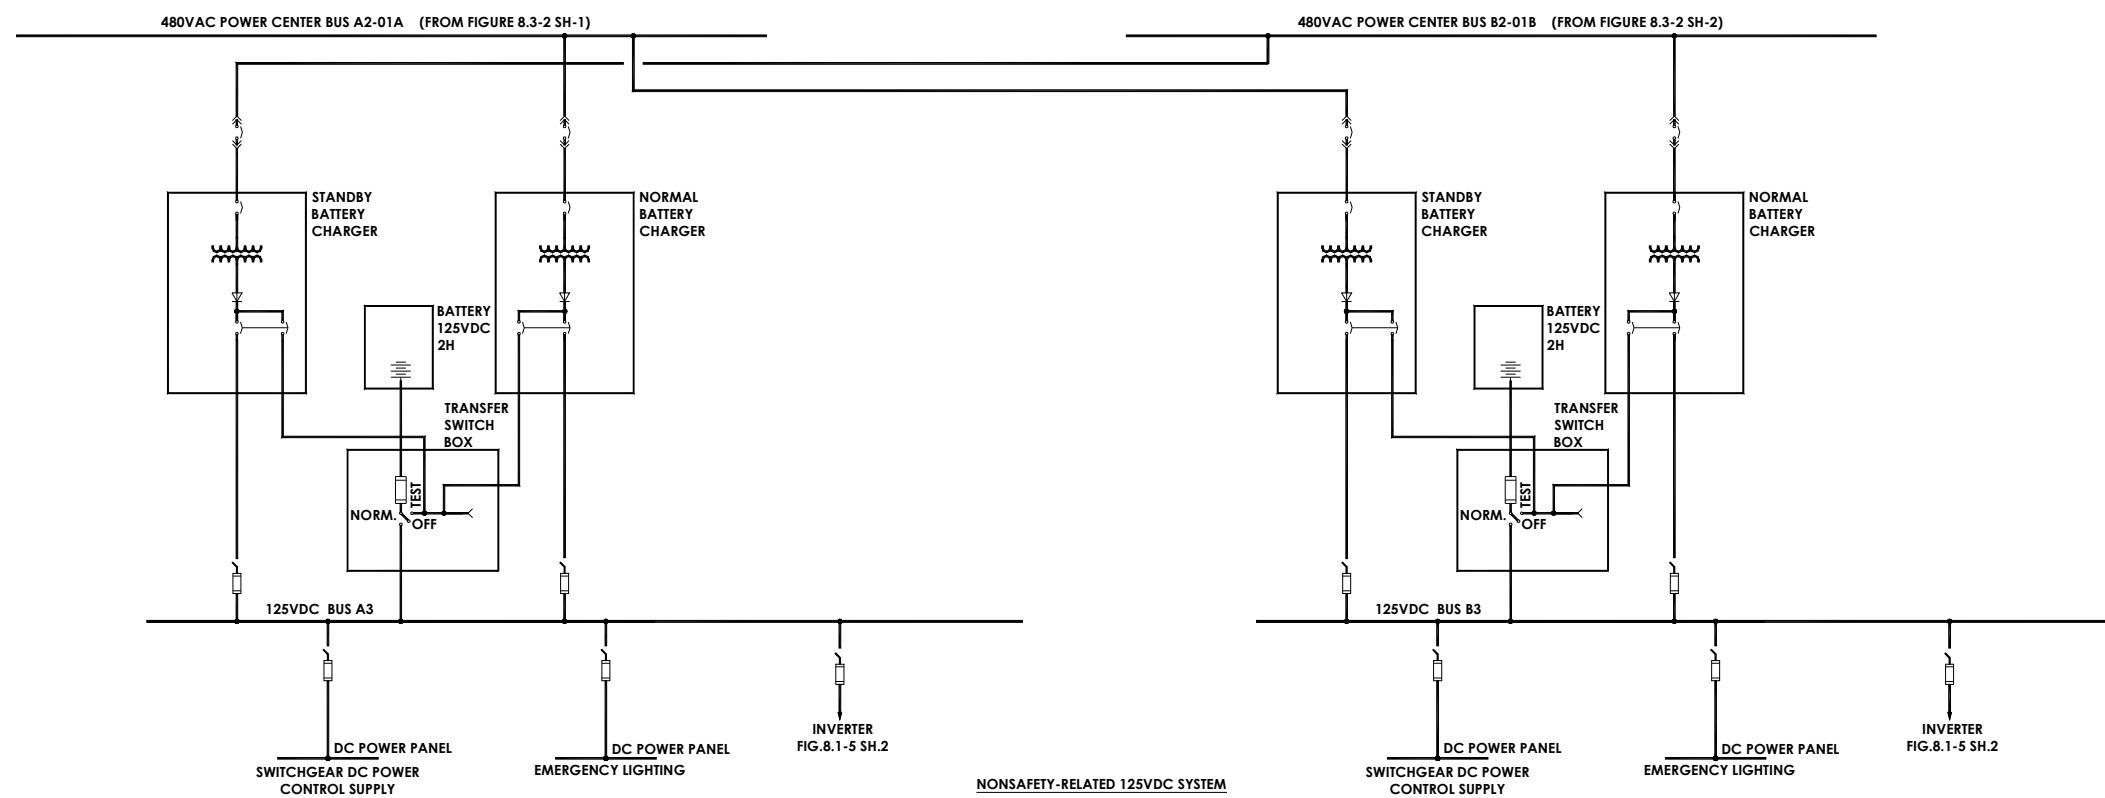 480VAC POWER CENTER BUS A2-01A (FROM FIGURE 8.3-2 SH-1)
480VAC POWER CENTER BUS B2-01B (FROM FIGURE 8.3-2 SH-2)
STANDBY
BATTERY
CHARGER
NORMAL
BATTERY
CHARGER
BATTERY
125VDC
2H
TRANSFER
SWITCH
BOX
TEST
NORM.
OFF
125VDC BUS A3
DC POWER PANEL
SWITCHGEAR DC POWER
CONTROL SUPPLY
DC POWER PANEL
EMERGENCY LIGHTING
INVERTER
FIG.8.1-5 SH.2
STANDBY
BATTERY
CHARGER
NORMAL
BATTERY
CHARGER
BATTERY
125VDC
2H
TRANSFER
SWITCH
BOX
TEST
NORM.
OFF
125VDC BUS B3
DC POWER PANEL
SWITCHGEAR DC POWER
CONTROL SUPPLY
DC POWER PANEL
EMERGENCY LIGHTING
INVERTER
FIG.8.1-5 SH.2
NONSAFETY-RELATED 125VDC SYSTEM